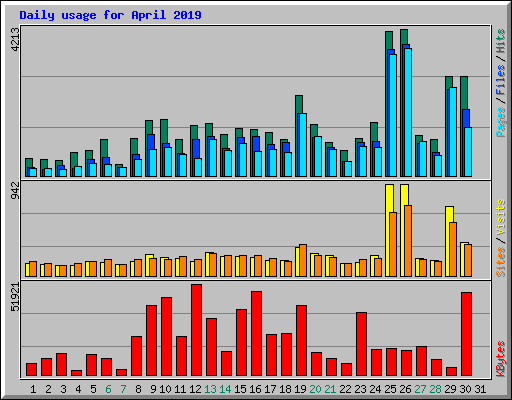 Daily usage for April 2019
4213
Pages / Files / Hits
942
Sites / Visits
51921
KBytes
1 2 3 4 5 6 7 8 9 10 11 12 13 14 15 16 17 18 19 20 21 22 23 24 25 26 27 28 29 30 31